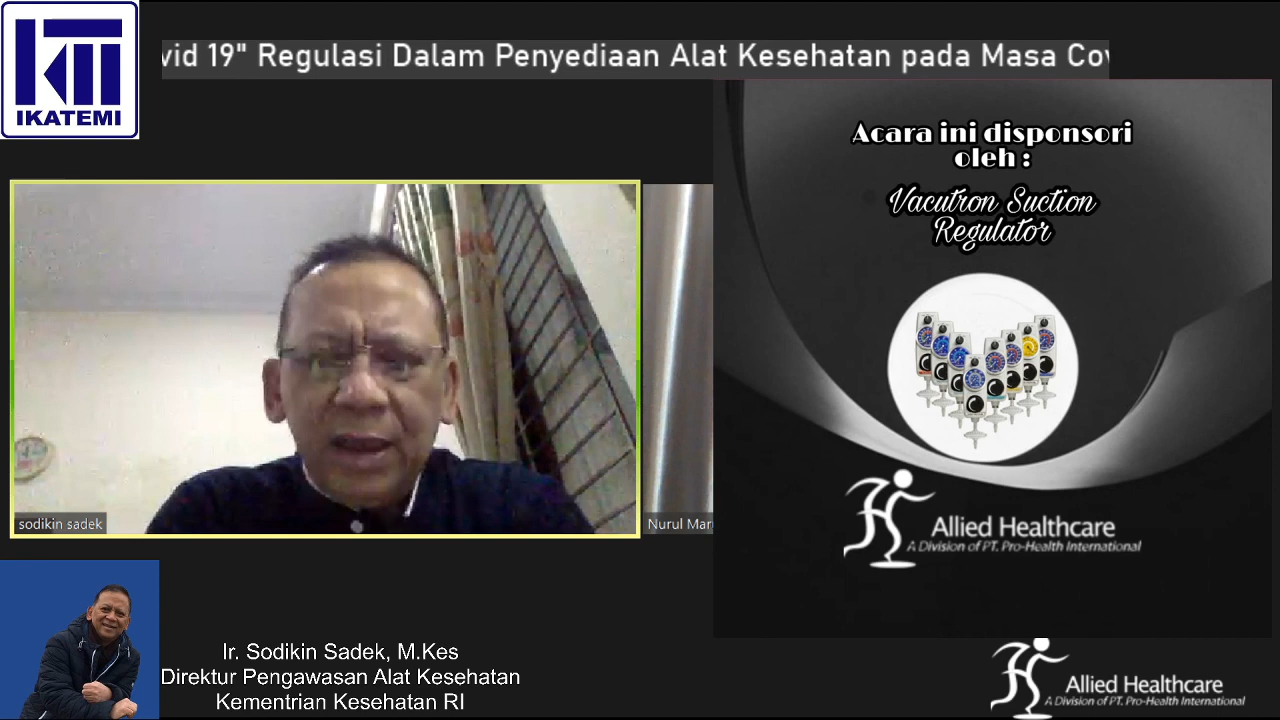 KTI
IKATEMI
vid 19" Regulasi Dalam Penyediaan Alat Kesehatan pada Masa Cov
Acara ini disponsori
oleh :
Vacutron Suction
Regulator
sodikin sadek
Nurul Maru
Allied Healthcare
A Division of PT. Pro-Health International
Ir. Sodikin Sadek, M.Kes
Direktur Pengawasan Alat Kesehatan
Kementrian Kesehatan RI
Allied Healthcare
A Division of PT. Pro-Health International